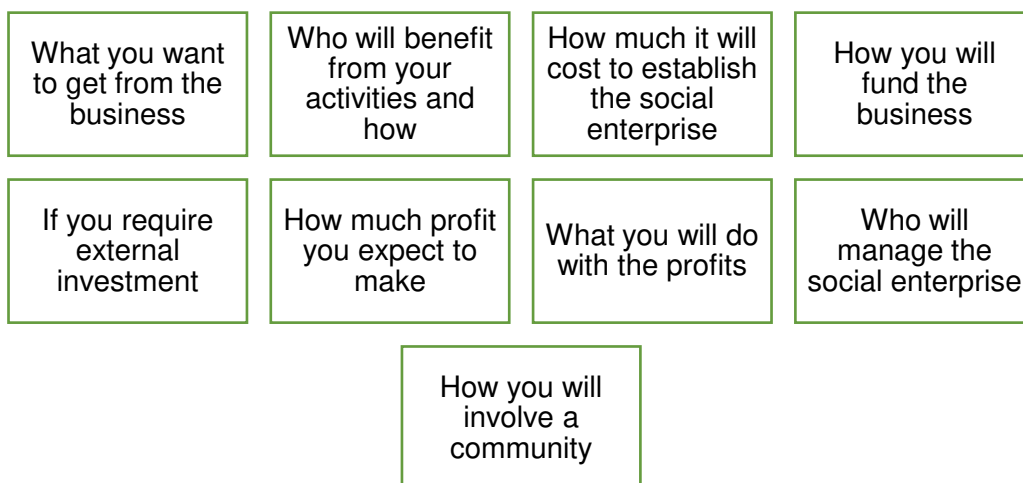 What you want
to get from the
business
Who will benefit
from your
activities and
how
How much it will
cost to establish
the social
enterprise
How you will
fund the
business
If you require
external
investment
How much profit
you expect to
make
What you will do
with the profits
Who will
manage the
social enterprise
How you will
involve a
community